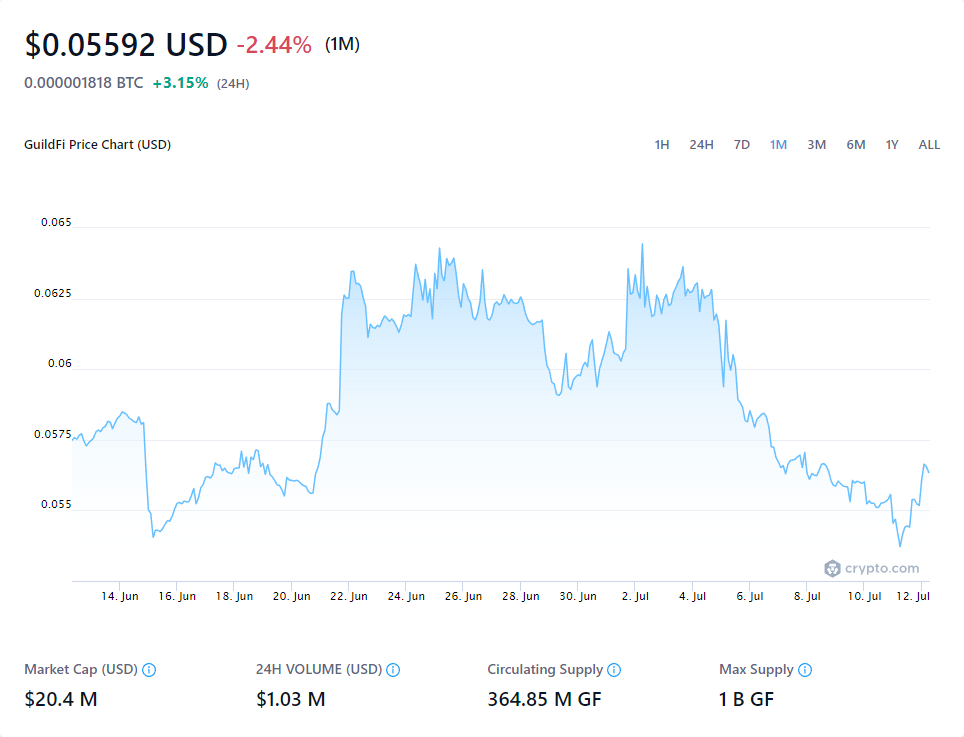 $0.05592 USD -2.44% (1M)
0.000001818 BTC +3.15% (24H)
GuildFi Price Chart (USD) 1H 24H 7D 1M 3M 6M 1Y ALL
0.065
0.0625
0.06
0.0575
0.055
crypto.com
14. Jun 16. Jun 18. Jun 20. Jun 22. Jun 24. Jun 26. Jun 28. Jun 30. Jun 2. Jul 4. Jul 6. Jul 8. Jul 10. Jul 12. Jul
Market Cap (USD) 24H VOLUME (USD) Circulating Supply Max Supply
$20.4 M $1.03 M 364.85 M GF 1 B GF